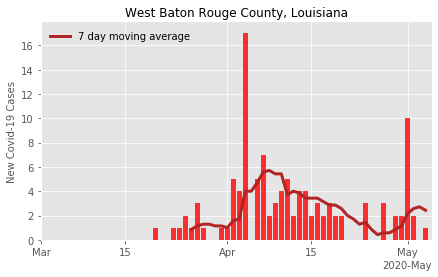 West Baton Rouge County, Louisiana
7 day moving average
New Covid-19 Cases
16
14
12
10
8
6
4
2
0
Mar
15
Apr
15
May
2020-May